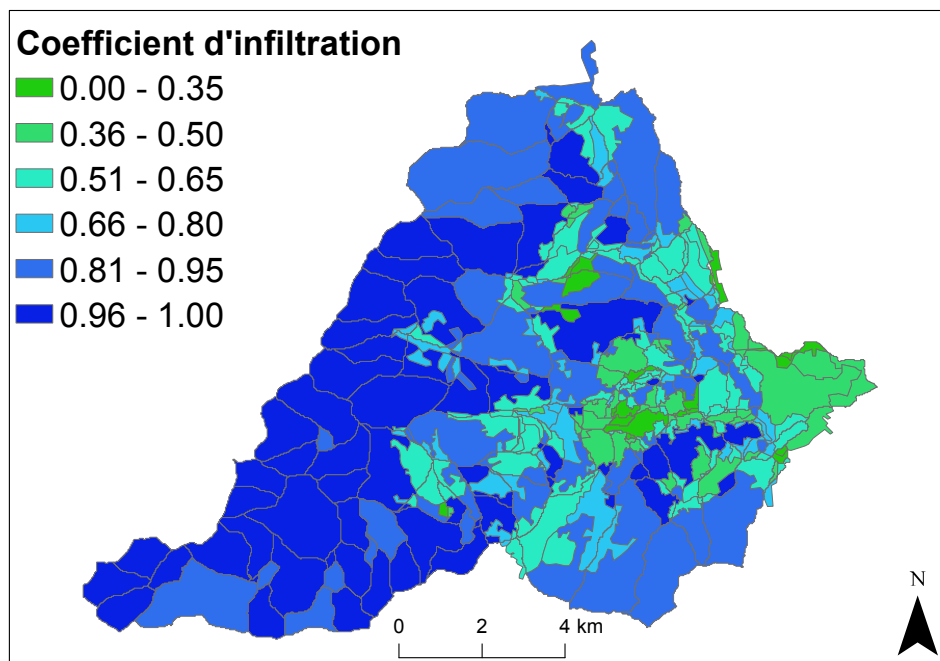 Coefficient d'infiltration
0.00 - 0.35
0.36 - 0.50
0.51 - 0.65
0.66 - 0.80
0.81 - 0.95
0.96 - 1.00
N
0 2 4 km